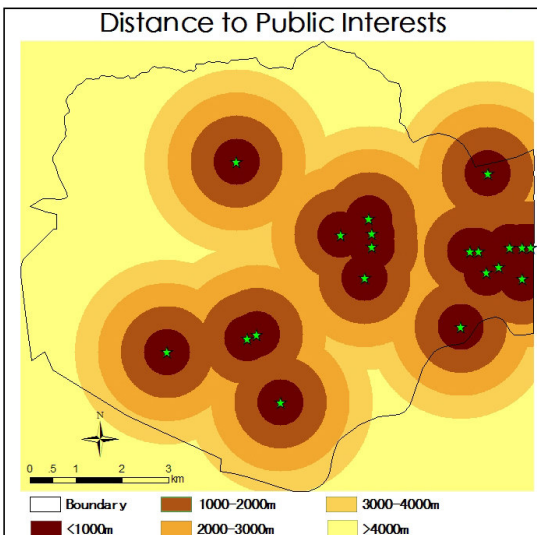 Distance to Public Interests
N
0 .5 1 2 3
km
Boundary 1000-2000m 3000-4000m
<1000m 2000-3000m >4000m